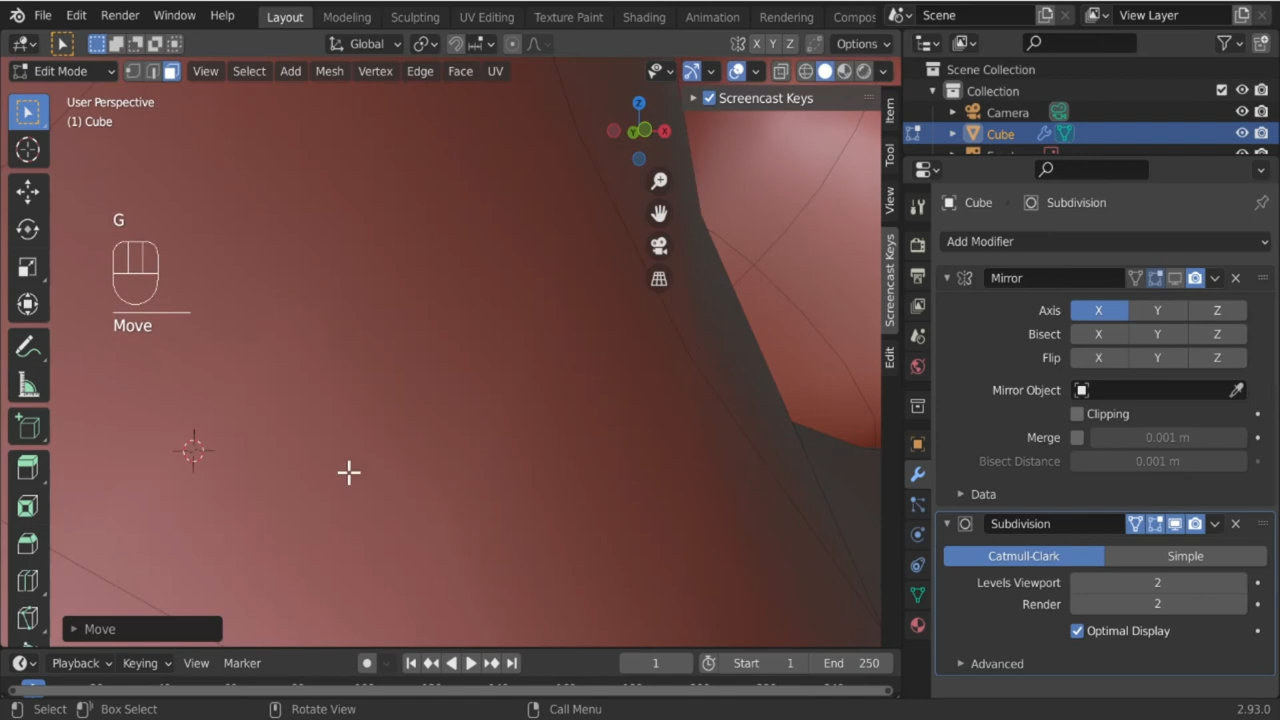 File Edit Render Window Help Layout Modeling Sculpting UV Editing Texture Paint Shading Animation Rendering Compos Scene View Layer
Global X Y Z Options
Edit Mode View Select Add Mesh Vertex Edge Face UV
User Perspective
(1) Cube
Z
X
Y
Screencast Keys
Item
Tool
View
Screencast Keys
Edit
G
Move
Move
Scene Collection
Collection
Camera
Cube
Cube Subdivision
Add Modifier
Mirror
Axis X Y Z
Bisect X Y Z
Flip X Y Z
Mirror Object
Clipping
Merge 0.001 m
Bisect Distance 0.001 m
Data
Subdivision
Catmull-Clark Simple
Levels Viewport 2
Render 2
Optimal Display
Advanced
Playback Keying View Marker 1 Start 1 End 250
Select Box Select Rotate View Call Menu 2.93.0